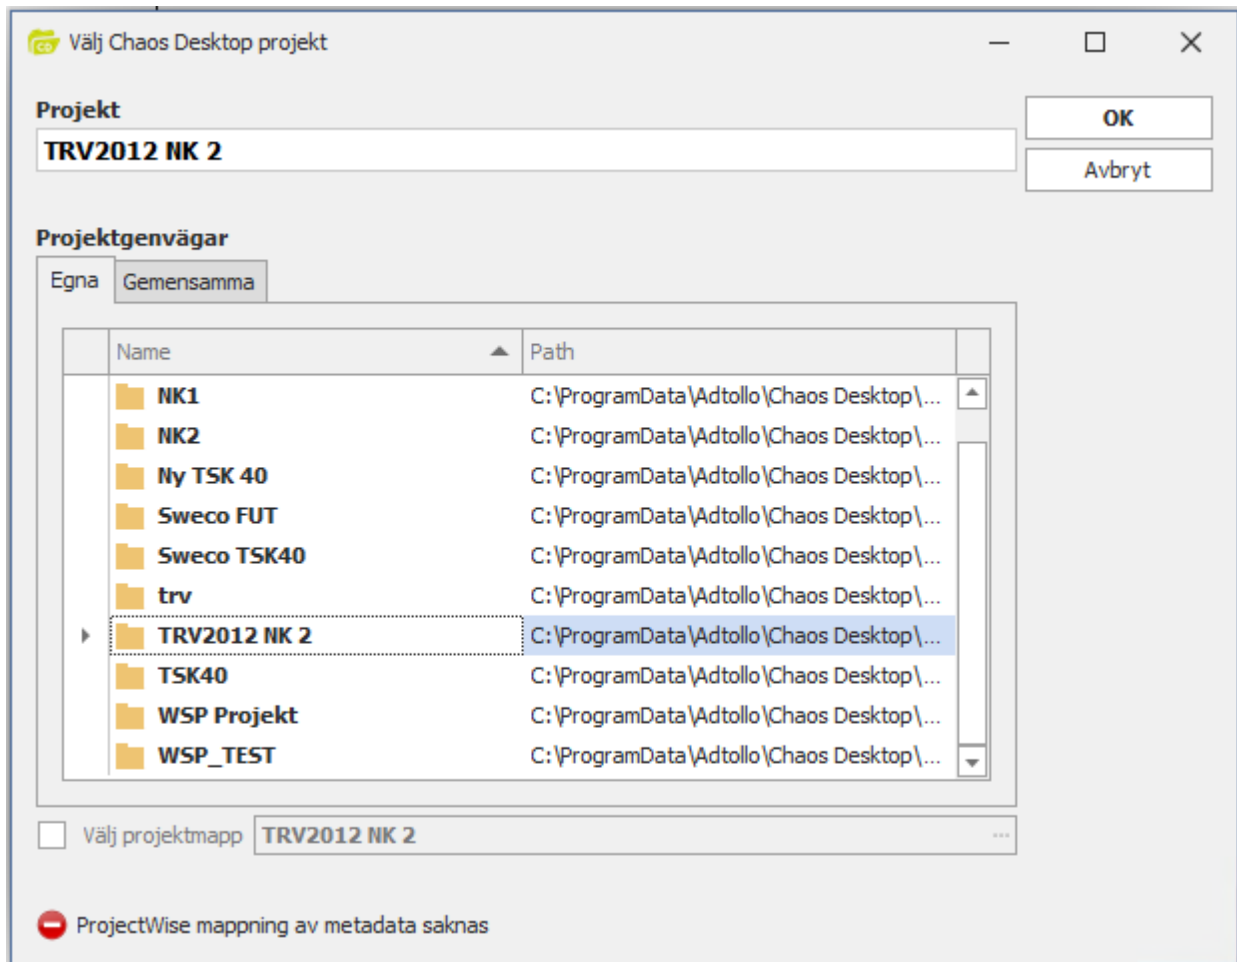 CD Välj Chaos Desktop projekt
Projekt
OK
TRV2012 NK 2
Avbryt
Projektgenvägar
Egna Gemensamma
Name Path
NK1 C:\ProgramData\Adtollo\Chaos Desktop\...
NK2 C:\ProgramData\Adtollo\Chaos Desktop\...
Ny TSK 40 C:\ProgramData\Adtollo\Chaos Desktop\...
Sweco FUT C:\ProgramData\Adtollo\Chaos Desktop\...
Sweco TSK40 C:\ProgramData\Adtollo\Chaos Desktop\...
trv C:\ProgramData\Adtollo\Chaos Desktop\...
TRV2012 NK 2 C:\ProgramData\Adtollo\Chaos Desktop\...
TSK40 C:\ProgramData\Adtollo\Chaos Desktop\...
WSP Projekt C:\ProgramData\Adtollo\Chaos Desktop\...
WSP_TEST C:\ProgramData\Adtollo\Chaos Desktop\...
Välj projektmapp TRV2012 NK 2 ...
ProjectWise mappning av metadata saknas